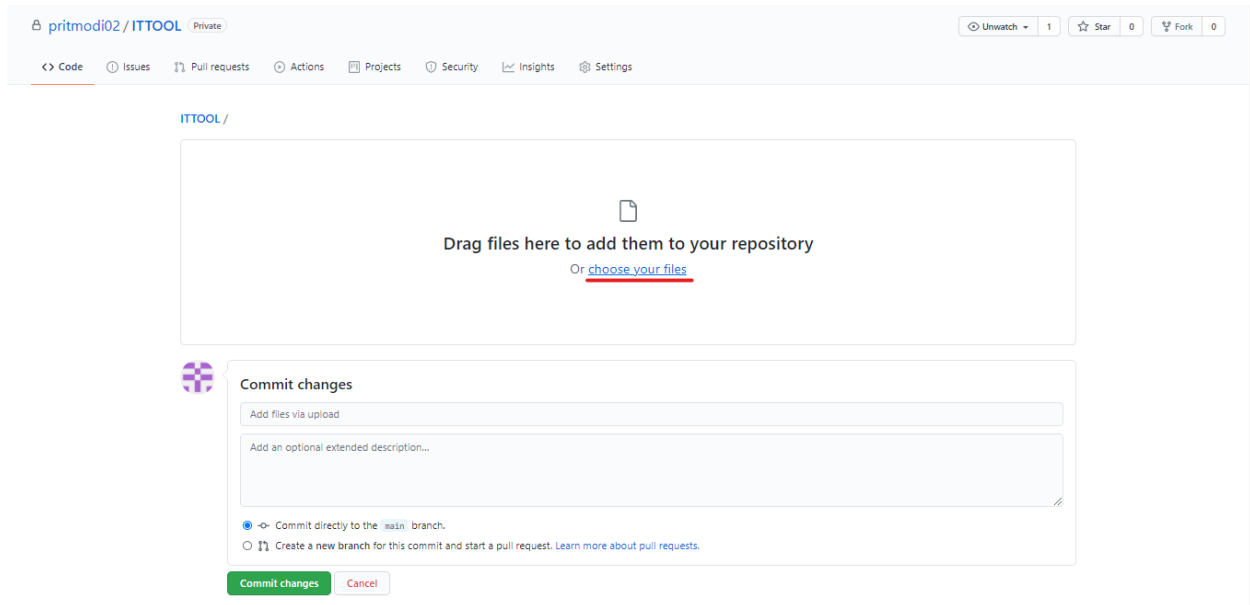 pritmodi02 / ITTOOL Private Unwatch 1 Star 0 Fork 0
Code Issues Pull requests Actions Projects Security Insights Settings
ITTOOL /
Drag files here to add them to your repository
Or choose your files
Commit changes
Add files via upload
Add an optional extended description...
Commit directly to the main branch.
Create a new branch for this commit and start a pull request. Learn more about pull requests.
Commit changes Cancel